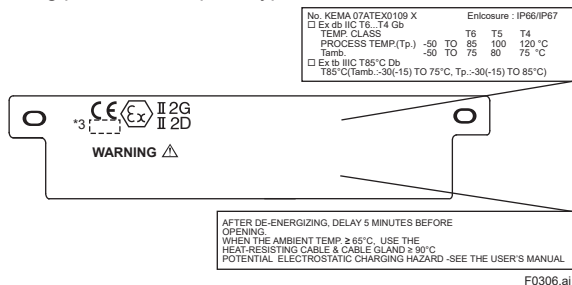 No. KEMA 07ATEX0109 X Enlcosure : IP66/IP67
□ Ex db IIC T6...T4 Gb
TEMP. CLASS T6 T5 T4
PROCESS TEMP.(Tp.) -50 TO 85 100 120 °C
Tamb. -50 TO 75 80 75 °C
□ Ex tb IIIC T85°C Db
T85°C(Tamb.:-30(-15) TO 75°C, Tp.:-30(-15) TO 85°C)
CE Ex II 2G
*3 II 2D
WARNING ⚠
AFTER DE-ENERGIZING, DELAY 5 MINUTES BEFORE
OPENING.
WHEN THE AMBIENT TEMP. ≥ 65°C, USE THE
HEAT-RESISTING CABLE & CABLE GLAND ≥ 90°C
POTENTIAL ELECTROSTATIC CHARGING HAZARD -SEE THE USER'S MANUAL
F0306.ai